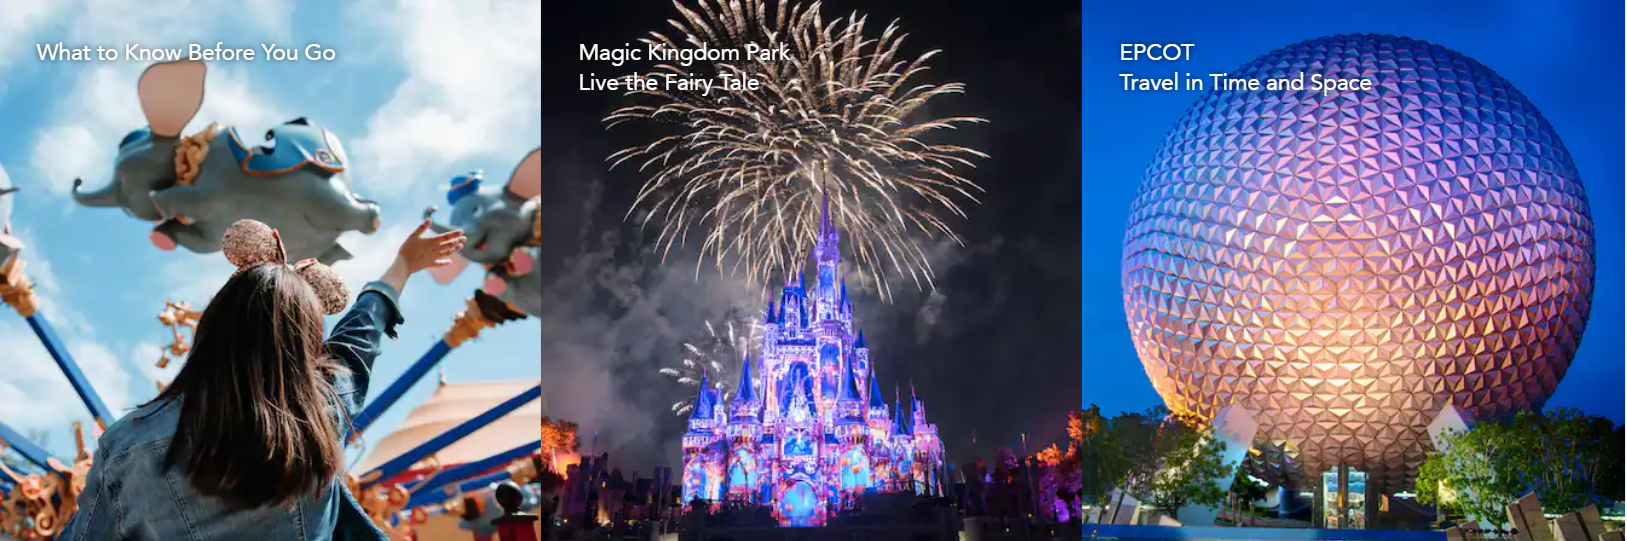 What to Know Before You Go
Magic Kingdom Park
Live the Fairy Tale
EPCOT
Travel in Time and Space